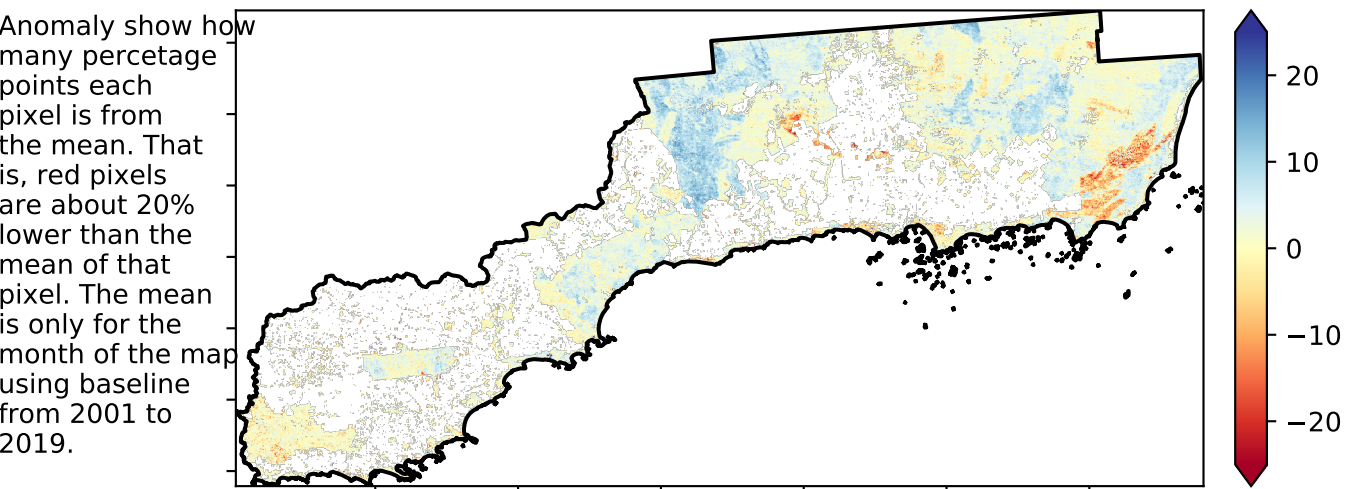 Anomaly show how
many percetage
points each
pixel is from
the mean. That
is, red pixels
are about 20%
lower than the
mean of that
pixel. The mean
is only for the
month of the map
using baseline
from 2001 to
2019.
20
10
0
−10
−20